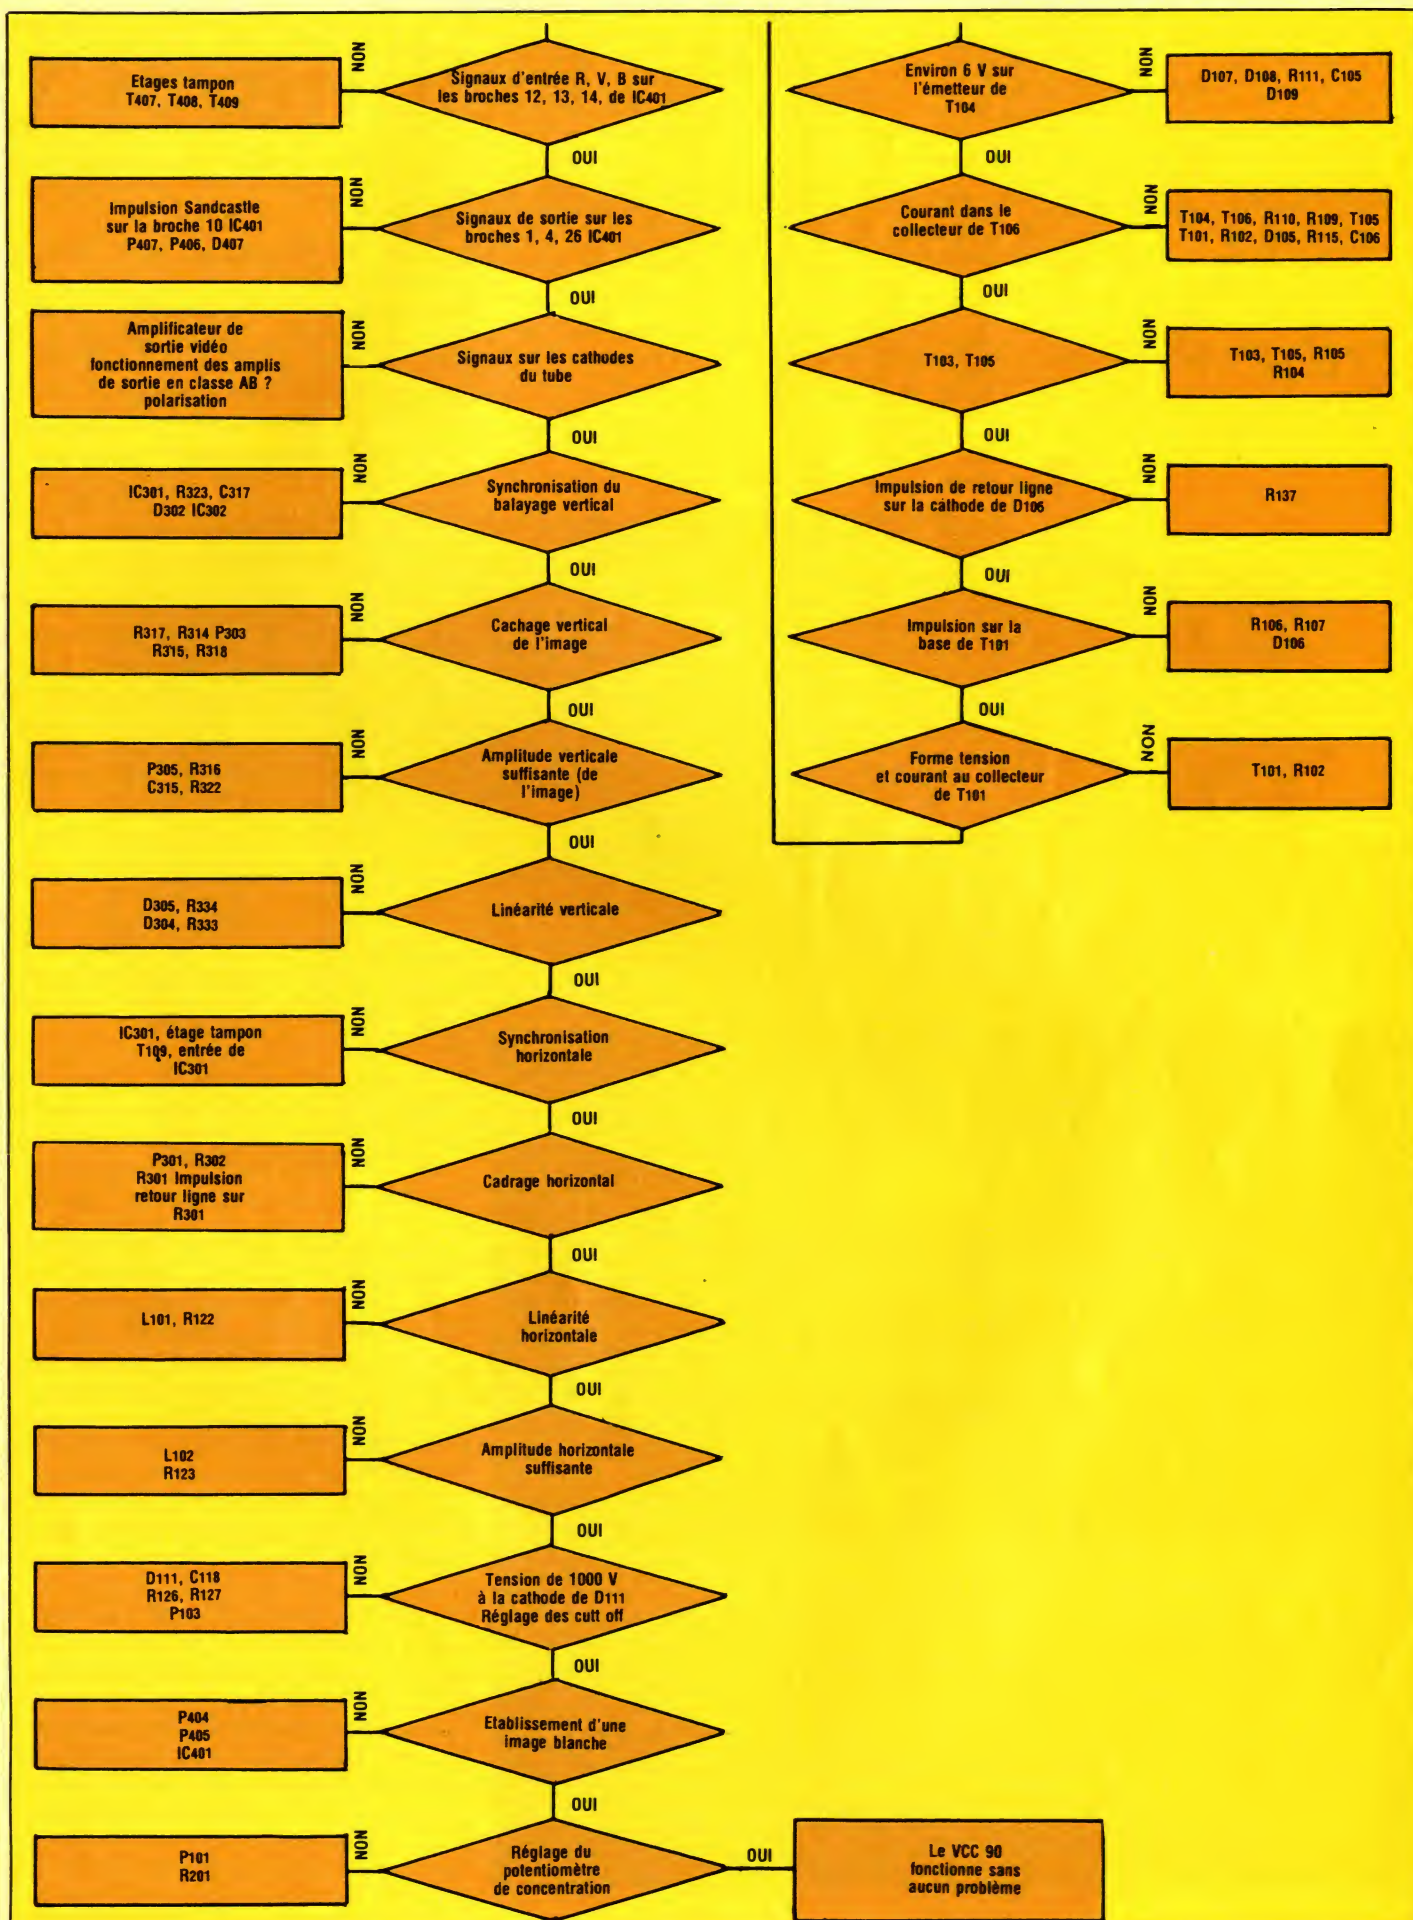 NON
Etages tampon
T407, T408, T409
Signaux d'entrée R, V, B sur
les broches 12, 13, 14, de IC401
OUI
NON
Impulsion Sandcastle
sur la broche 10 IC401
P407, P406, D407
Signaux de sortie sur les
broches 1, 4, 26 IC401
OUI
NON
Amplificateur de
sortie vidéo
fonctionnement des amplis
de sortie en classe AB ?
polarisation
Signaux sur les cathodes
du tube
OUI
NON
IC301, R323, C317
D302 IC302
Synchronisation du
balayage vertical
OUI
NON
R317, R314 P303
R315, R318
Cachage vertical
de l'image
OUI
NON
P305, R316
C315, R322
Amplitude verticale
suffisante (de
l'image)
OUI
NON
D305, R334
D304, R333
Linéarité verticale
OUI
NON
IC301, étage tampon
T109, entrée de
IC301
Synchronisation
horizontale
OUI
NON
P301, R302
R301 Impulsion
retour ligne sur
R301
Cadrage horizontal
OUI
NON
L101, R122
Linéarité
horizontale
OUI
NON
L102
R123
Amplitude horizontale
suffisante
OUI
NON
D111, C118
R126, R127
P103
Tension de 1000 V
à la cathode de D111
Réglage des cutt off
OUI
NON
P404
P405
IC401
Etablissement d'une
image blanche
OUI
NON
P101
R201
Réglage du
potentiomètre
de concentration
OUI
Le VCC 90
fonctionne sans
aucun problème
Environ 6 V sur
l'émetteur de
T104
NON
D107, D108, R111, C105
D109
OUI
Courant dans le
collecteur de T106
NON
T104, T106, R110, R109, T105
T101, R102, D105, R115, C106
OUI
T103, T105
NON
T103, T105, R105
R104
OUI
Impulsion de retour ligne
sur la cathode de D106
NON
R137
OUI
Impulsion sur la
base de T101
NON
R106, R107
D106
OUI
Forme tension
et courant au collecteur
de T101
NON
T101, R102